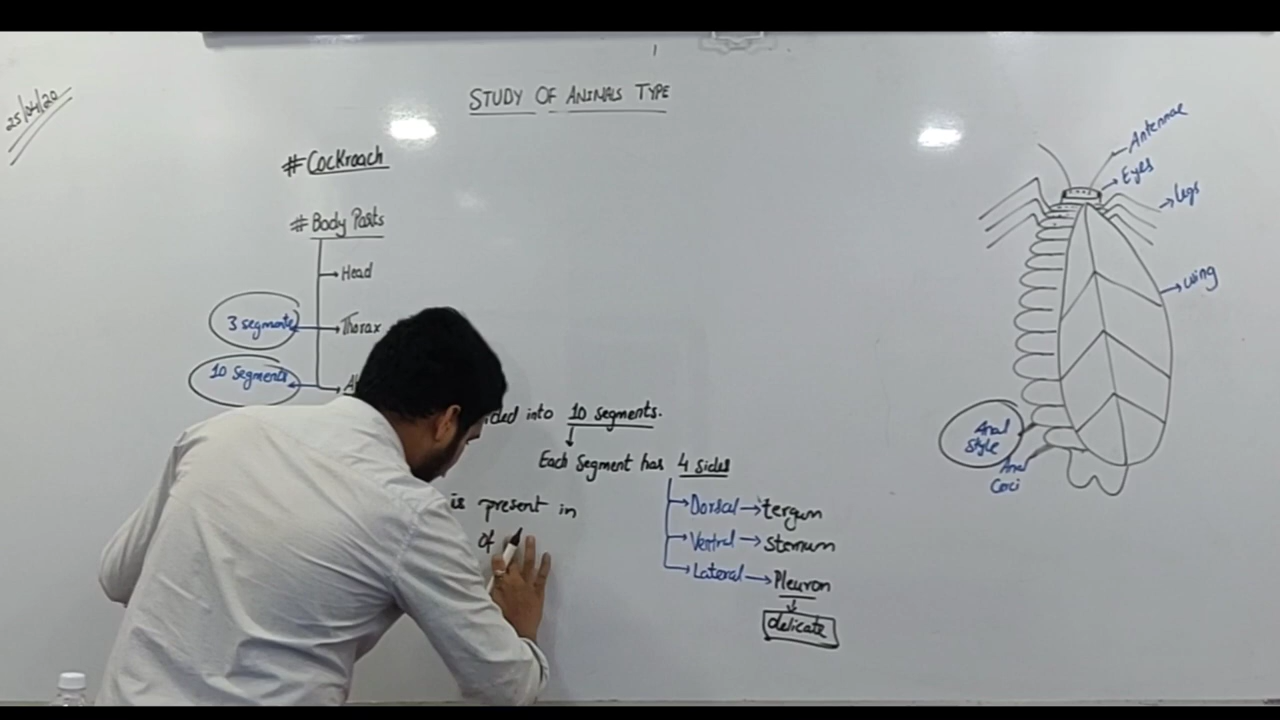 25/04/20
STUDY OF ANIMALS TYPE
#Cockroach
#Body Parts
Head
3 segments
Thorax
10 Segments
into 10 segments.
Each Segment has 4 sides
is present in
of
Dorsal → tergum
Ventral → sternum
Lateral → Pleuron
delicate
Antennae
Eyes
legs
wing
Anal
style
Anal
Cerci